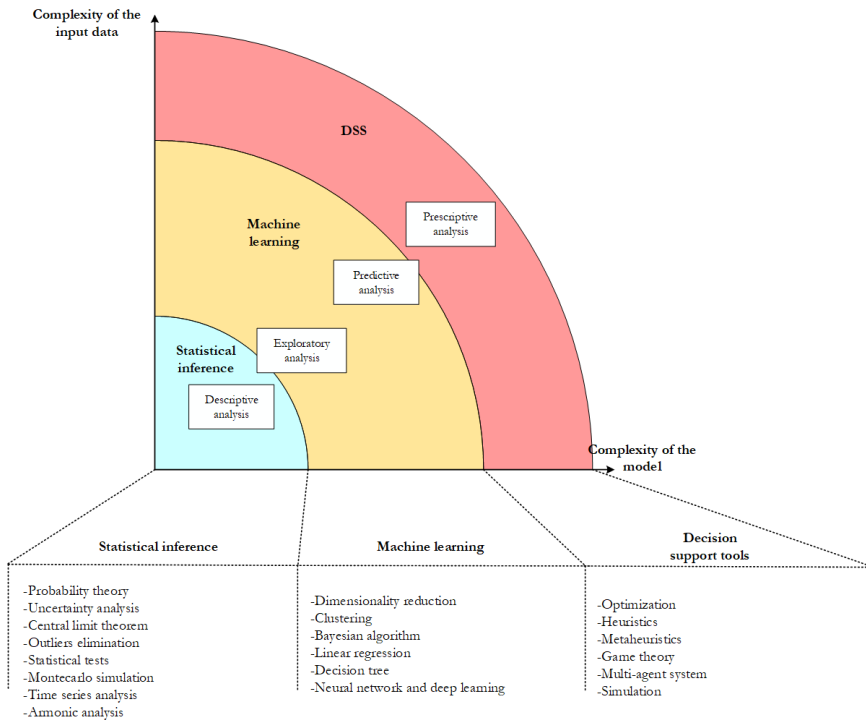 Complexity of the
input data
DSS
Prescriptive
analysis
Machine
learning
Predictive
analysis
Exploratory
analysis
Statistical
inference
Descriptive
analysis
Complexity of the
model
Statistical inference
-Probability theory
-Uncertainty analysis
-Central limit theorem
-Outliers elimination
-Statistical tests
-Montecarlo simulation
-Time series analysis
-Armonic analysis
Machine learning
-Dimensionality reduction
-Clustering
-Bayesian algorithm
-Linear regression
-Decision tree
-Neural network and deep learning
Decision
support tools
-Optimization
-Heuristics
-Metaheuristics
-Game theory
-Multi-agent system
-Simulation